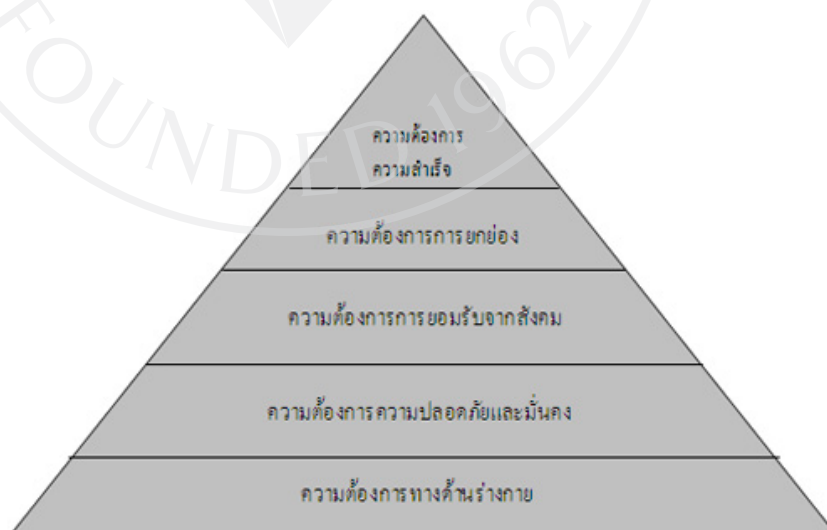 FOUNDED 1962
ความต้องการ
ความสำเร็จ
ความต้องการการยกย่อง
ความต้องการการยอมรับจากสังคม
ความต้องการความปลอดภัยและมั่นคง
ความต้องการทางด้านร่างกาย